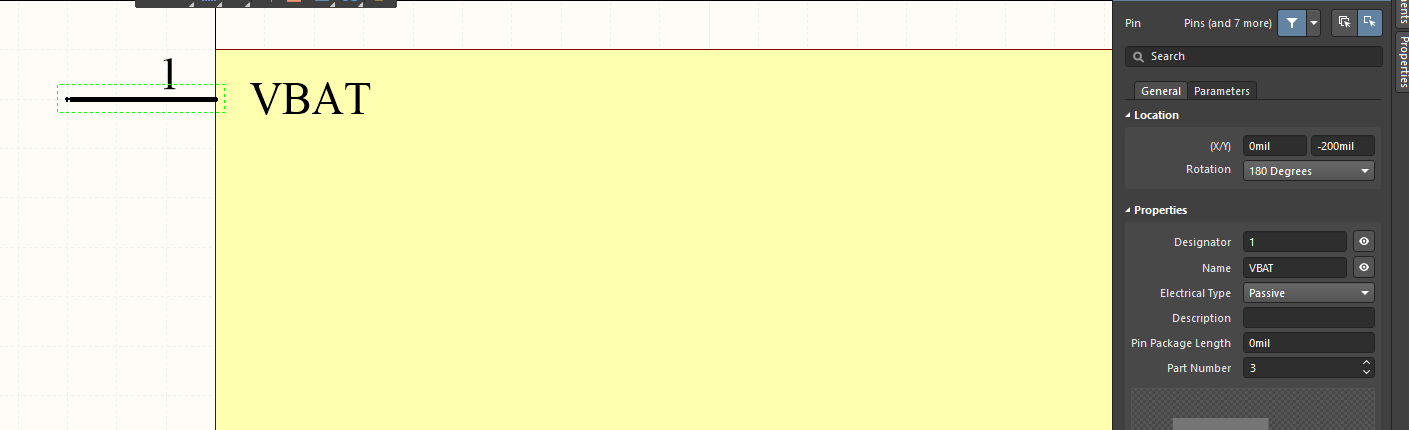 1
VBAT
Pin Pins (and 7 more)
Search
General Parameters
Location
(X/Y) 0mil -200mil
Rotation 180 Degrees
Properties
Designator 1
Name VBAT
Electrical Type Passive
Description
Pin Package Length 0mil
Part Number 3
Properties